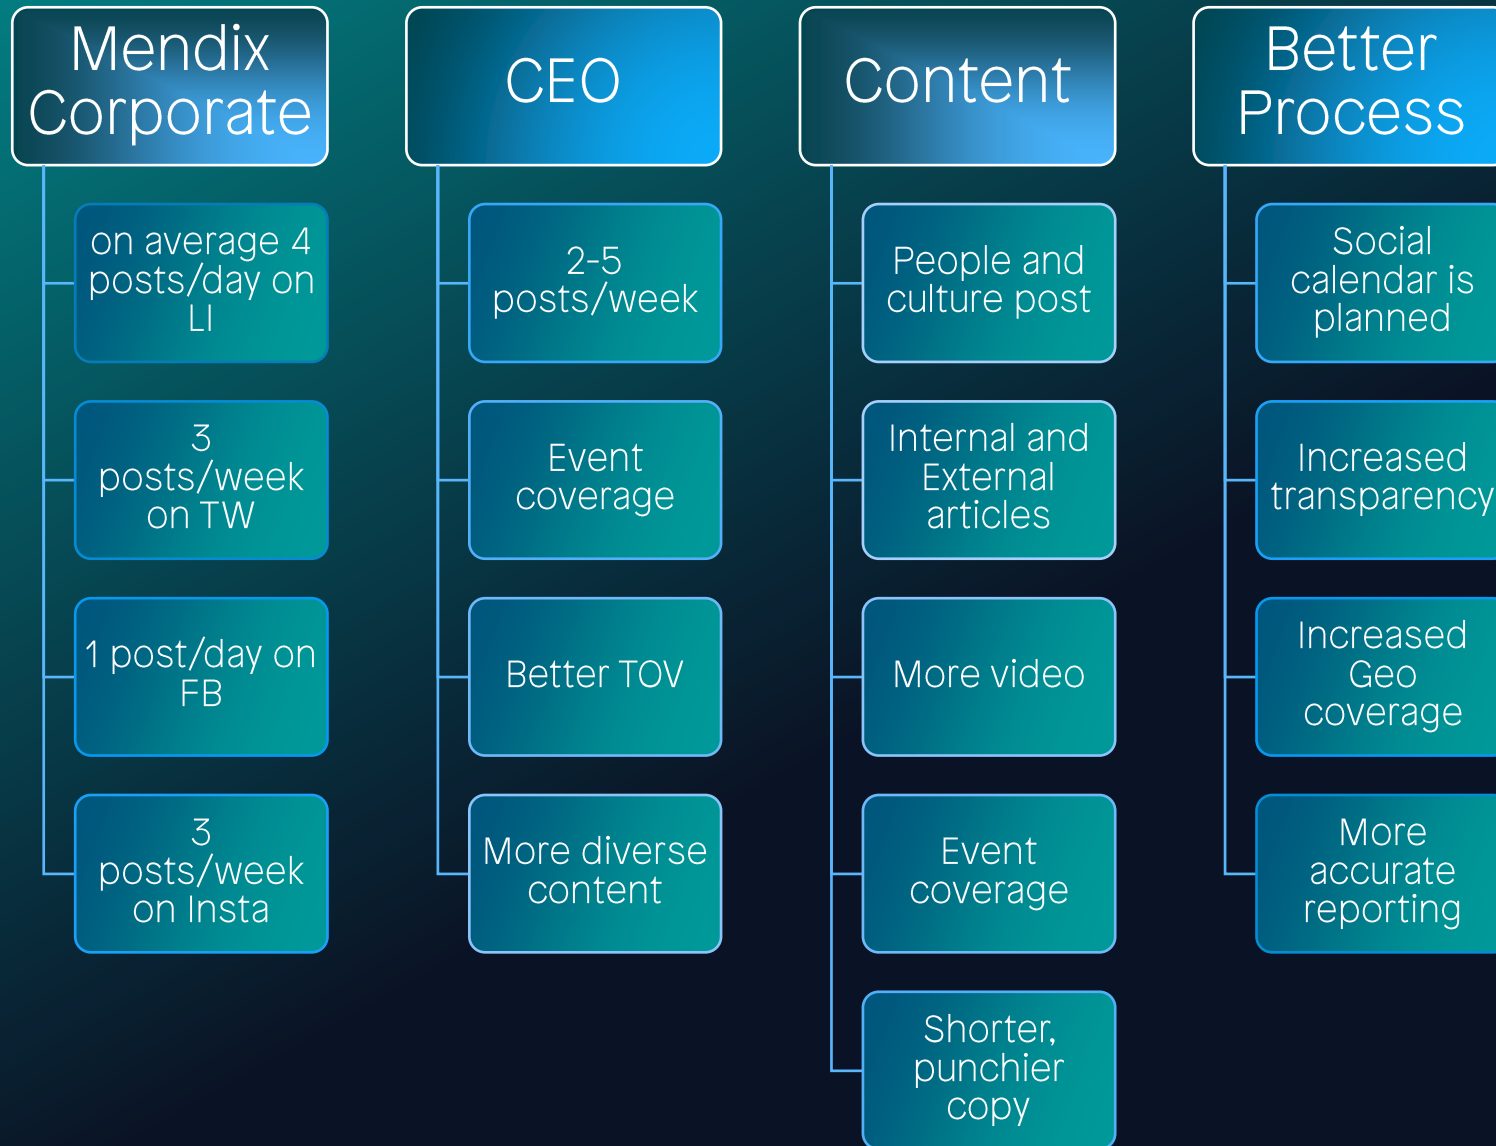 Mendix
Corporate
on average 4
posts/day on
LI
3
posts/week
on TW
1 post/day on
FB
3
posts/week
on Insta
CEO
2-5
posts/week
Event
coverage
Better TOV
More diverse
content
Content
People and
culture post
Internal and
External
articles
More video
Event
coverage
Shorter,
punchier
copy
Better
Process
Social
calendar is
planned
Increased
transparency
Increased
Geo
coverage
More
accurate
reporting